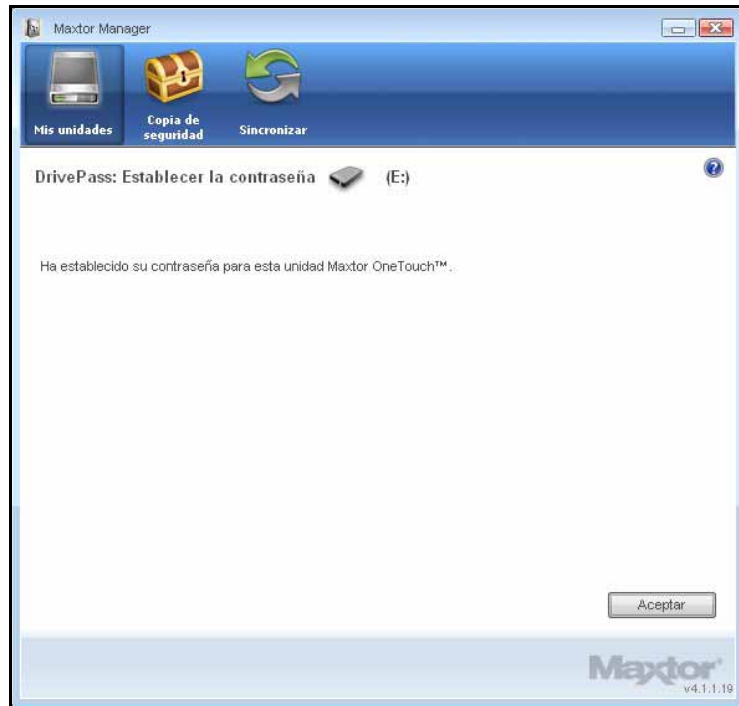 Maxtor Manager
Mis unidades
Copia de
seguridad
Sincronizar
DrivePass: Establecer la contraseña (E:)
?
Ha establecido su contraseña para esta unidad Maxtor OneTouch™.
Aceptar
Maxtor
v4.1.1.19